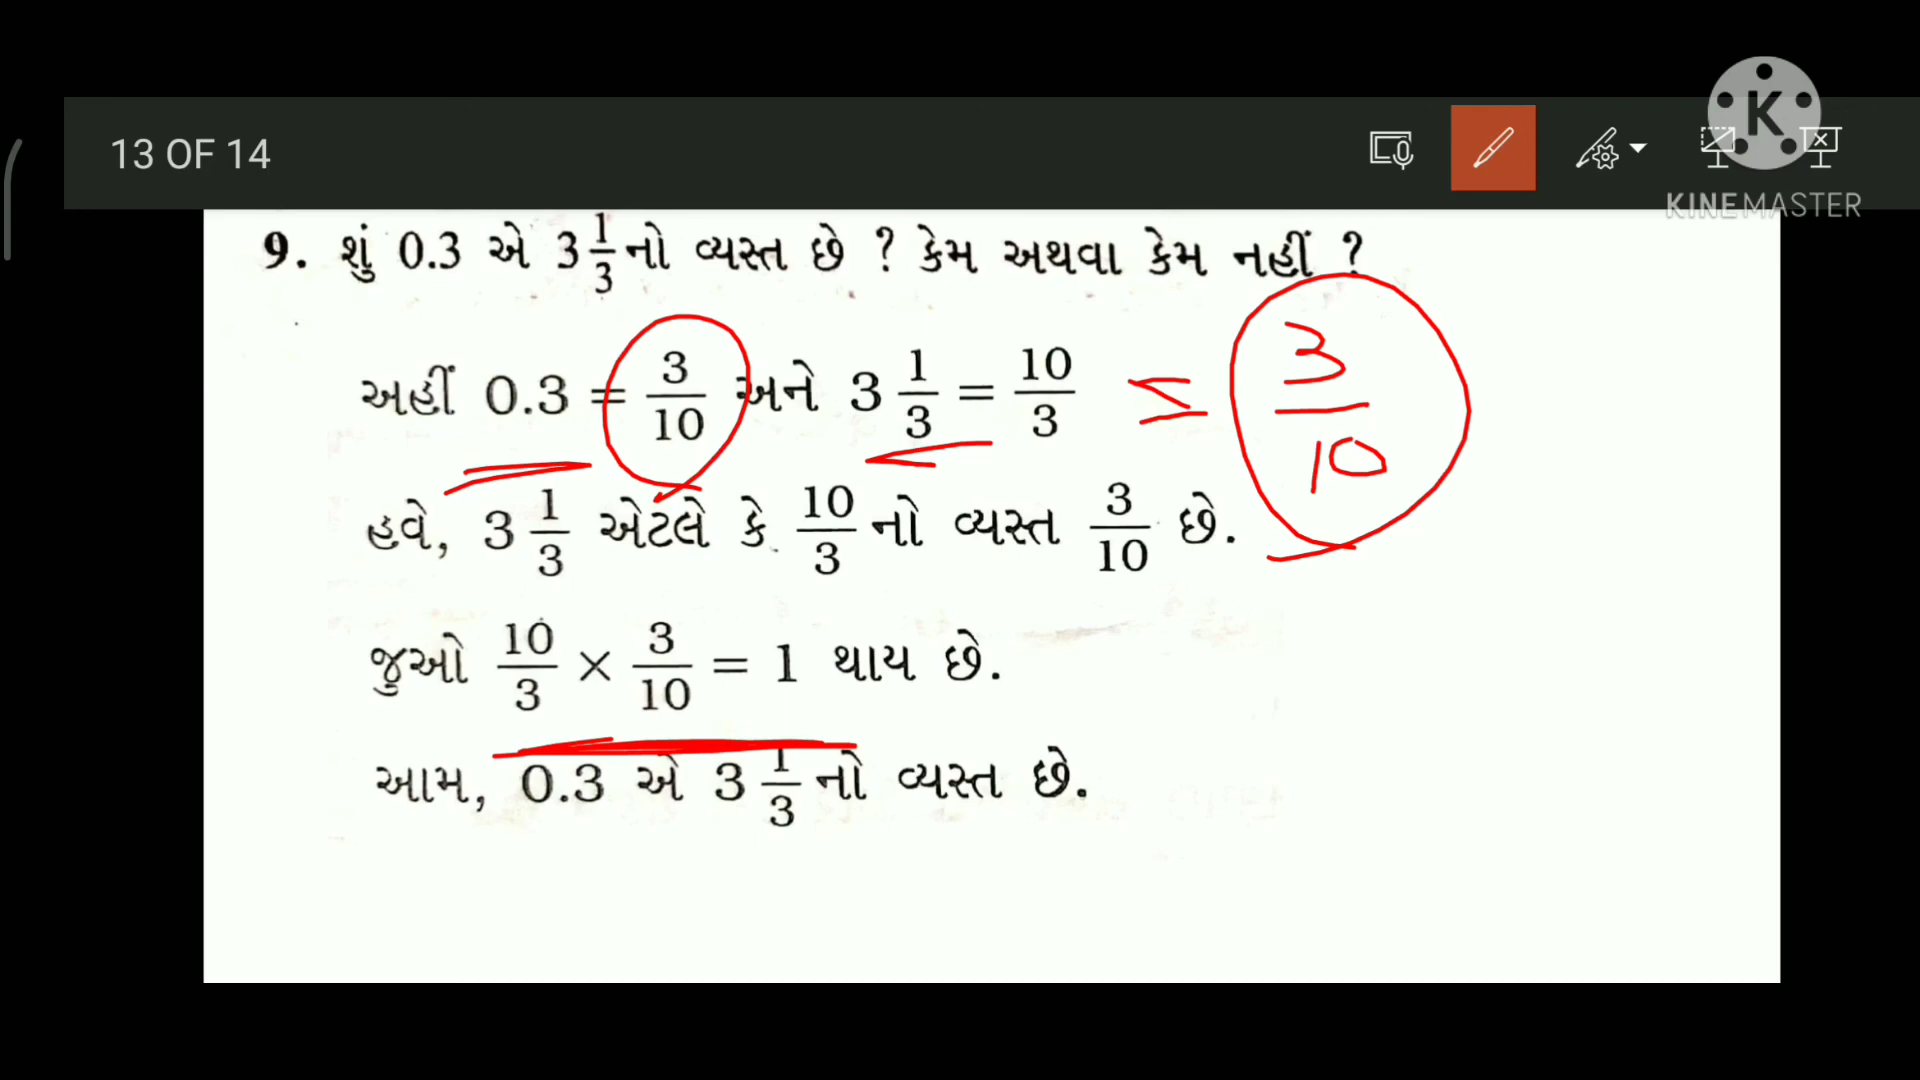 13 OF 14
K
KINEMASTER
9. શું 0.3 એ 3 1/3 નો વ્યસ્ત છે ? કેમ અથવા કેમ નહીં ?
અહીં 0.3 = 3/10 અને 3 1/3 = 10/3 = 3/10
હવે, 3 1/3 એટલે કે 10/3 નો વ્યસ્ત 3/10 છે.
જુઓ 10/3 × 3/10 = 1 થાય છે.
આમ, 0.3 એ 3 1/3 નો વ્યસ્ત છે.